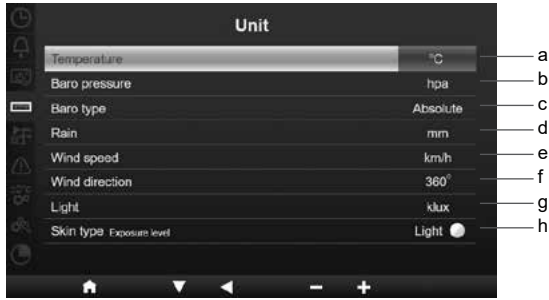 Unit
Temperature °C a
Baro pressure hpa b
Baro type Absolute c
Rain mm d
Wind speed km/h e
Wind direction 360° f
Light klux g
Skin type Exposure level Light h